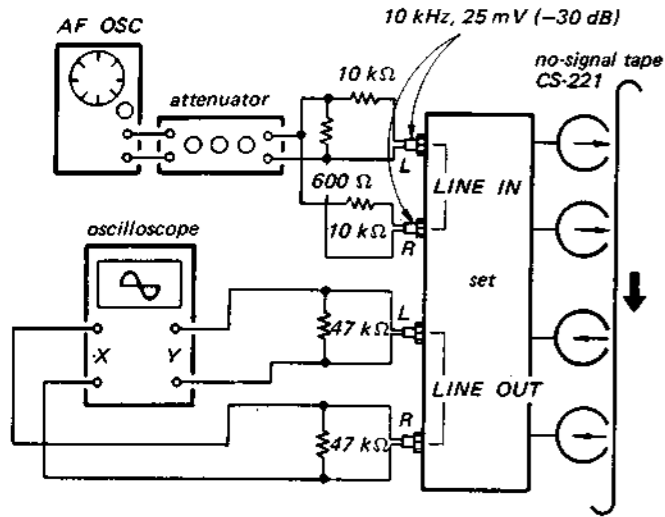 10 kHz, 25 mV (−30 dB)
AF OSC
no-signal tape
CS-221
10 kΩ
attenuator
L
600 Ω
LINE IN
10 kΩ
R
oscilloscope
set
L
47 kΩ
X
Y
LINE OUT
R
47 kΩ